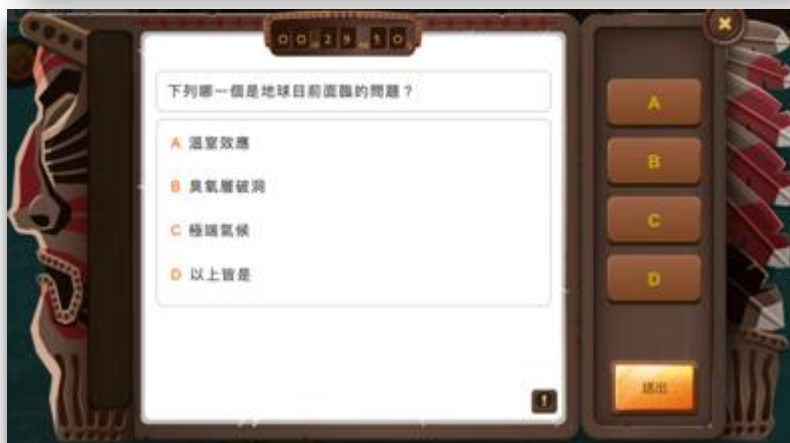 00 29 50
下列哪一個是地球目前面臨的問題？
A 溫室效應
B 臭氧層破洞
C 極端氣候
D 以上皆是
A
B
C
D
!
送出